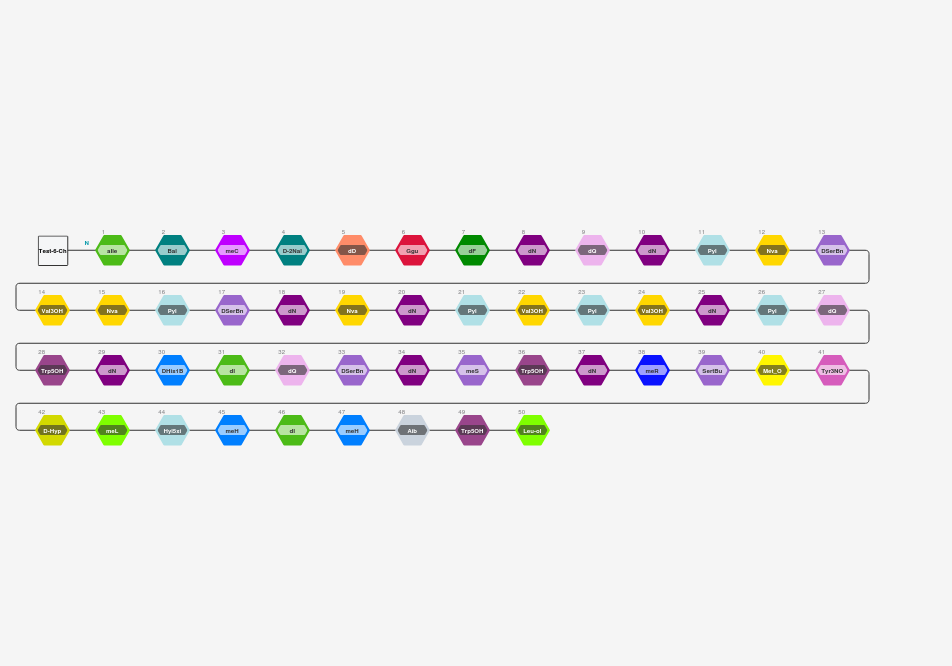 1 2 3 4 5 6 7 8 9 10 11 12 13
Test-6-Ch N aIle Bal meC D-2Nal dD Ggu dF dN dQ dN Pyl Nva DSerBn
14 15 16 17 18 19 20 21 22 23 24 25 26 27
Val3OH Nva Pyl DSerBn dN Nva dN Pyl Val3OH Pyl Val3OH dN Pyl dQ
28 29 30 31 32 33 34 35 36 37 38 39 40 41
Trp5OH dN DHis1B dI dQ DSerBn dN meS Trp5OH dN meR SertBu Met_O Tyr3NO
42 43 44 45 46 47 48 49 50
D-Hyp meL Hyl5xi meH dI meH Aib Trp5OH Leu-ol